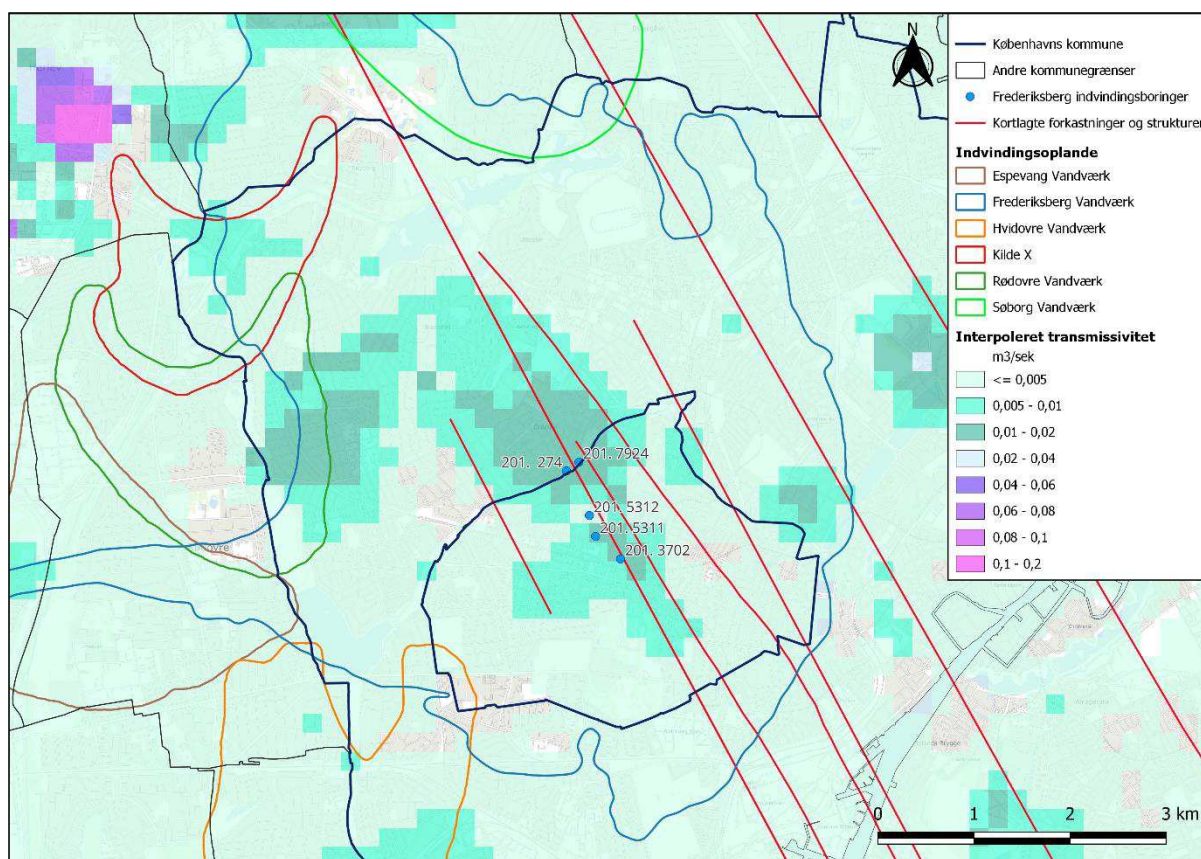 N
Københavns kommune
Andre kommunegrænser
Frederiksberg indvindingsboringer
Kortlagte forkastninger og strukturer
Indvindingsoplande
Espevang Vandværk
Frederiksberg Vandværk
Hvidovre Vandværk
Kilde X
Rødovre Vandværk
Søborg Vandværk
Interpoleret transmissivitet
m3/sek
<= 0,005
0,005 - 0,01
0,01 - 0,02
0,02 - 0,04
0,04 - 0,06
0,06 - 0,08
0,08 - 0,1
0,1 - 0,2
201. 274
201. 7924
201. 5312
201. 5311
201. 3702
0 1 2 3 km